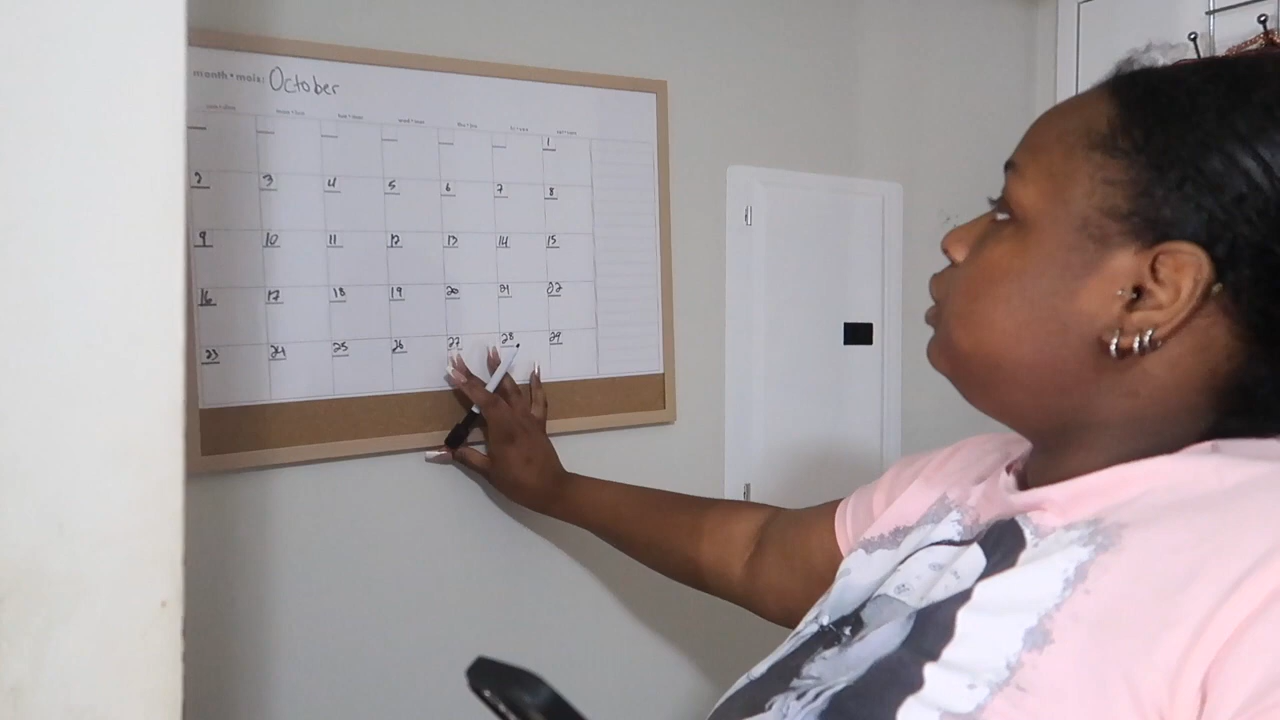 month • mois: October
1
2 3 4 5 6 7 8
9 10 11 12 13 14 15
16 17 18 19 20 21 22
23 24 25 26 27 28 29